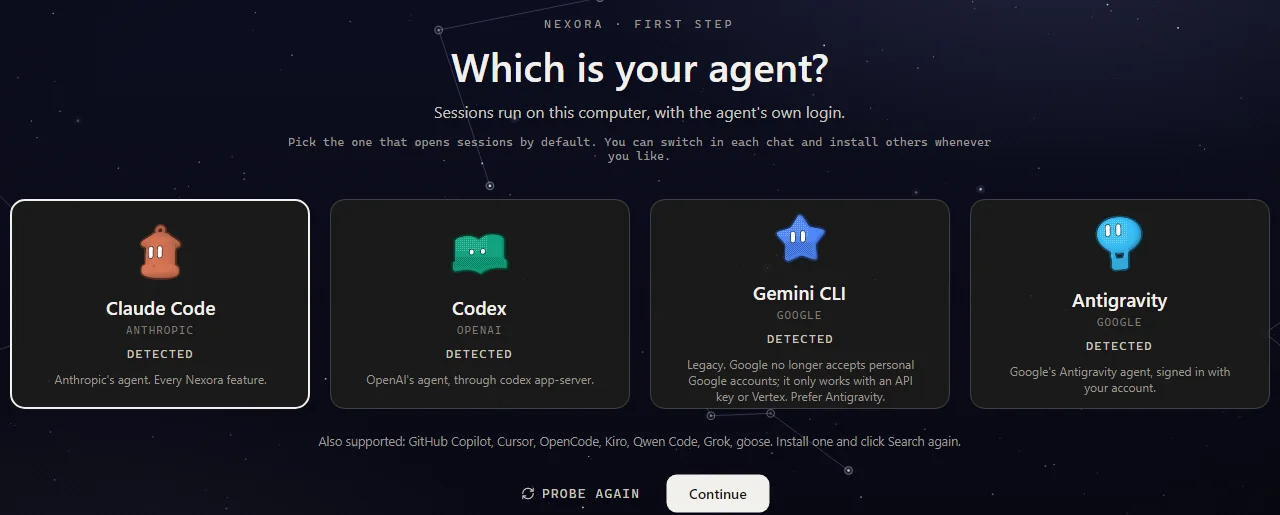 NEXORA · FIRST STEP
Which is your agent?
Sessions run on this computer, with the agent's own login.
Pick the one that opens sessions by default. You can switch in each chat and install others whenever
you like.
Claude Code
ANTHROPIC
DETECTED
Anthropic's agent. Every Nexora feature.
Codex
OPENAI
DETECTED
OpenAI's agent, through codex app-server.
Gemini CLI
GOOGLE
DETECTED
Legacy. Google no longer accepts personal
Google accounts; it only works with an API
key or Vertex. Prefer Antigravity.
Antigravity
GOOGLE
DETECTED
Google's Antigravity agent, signed in with
your account.
Also supported: GitHub Copilot, Cursor, OpenCode, Kiro, Qwen Code, Grok, goose. Install one and click Search again.
PROBE AGAIN
Continue